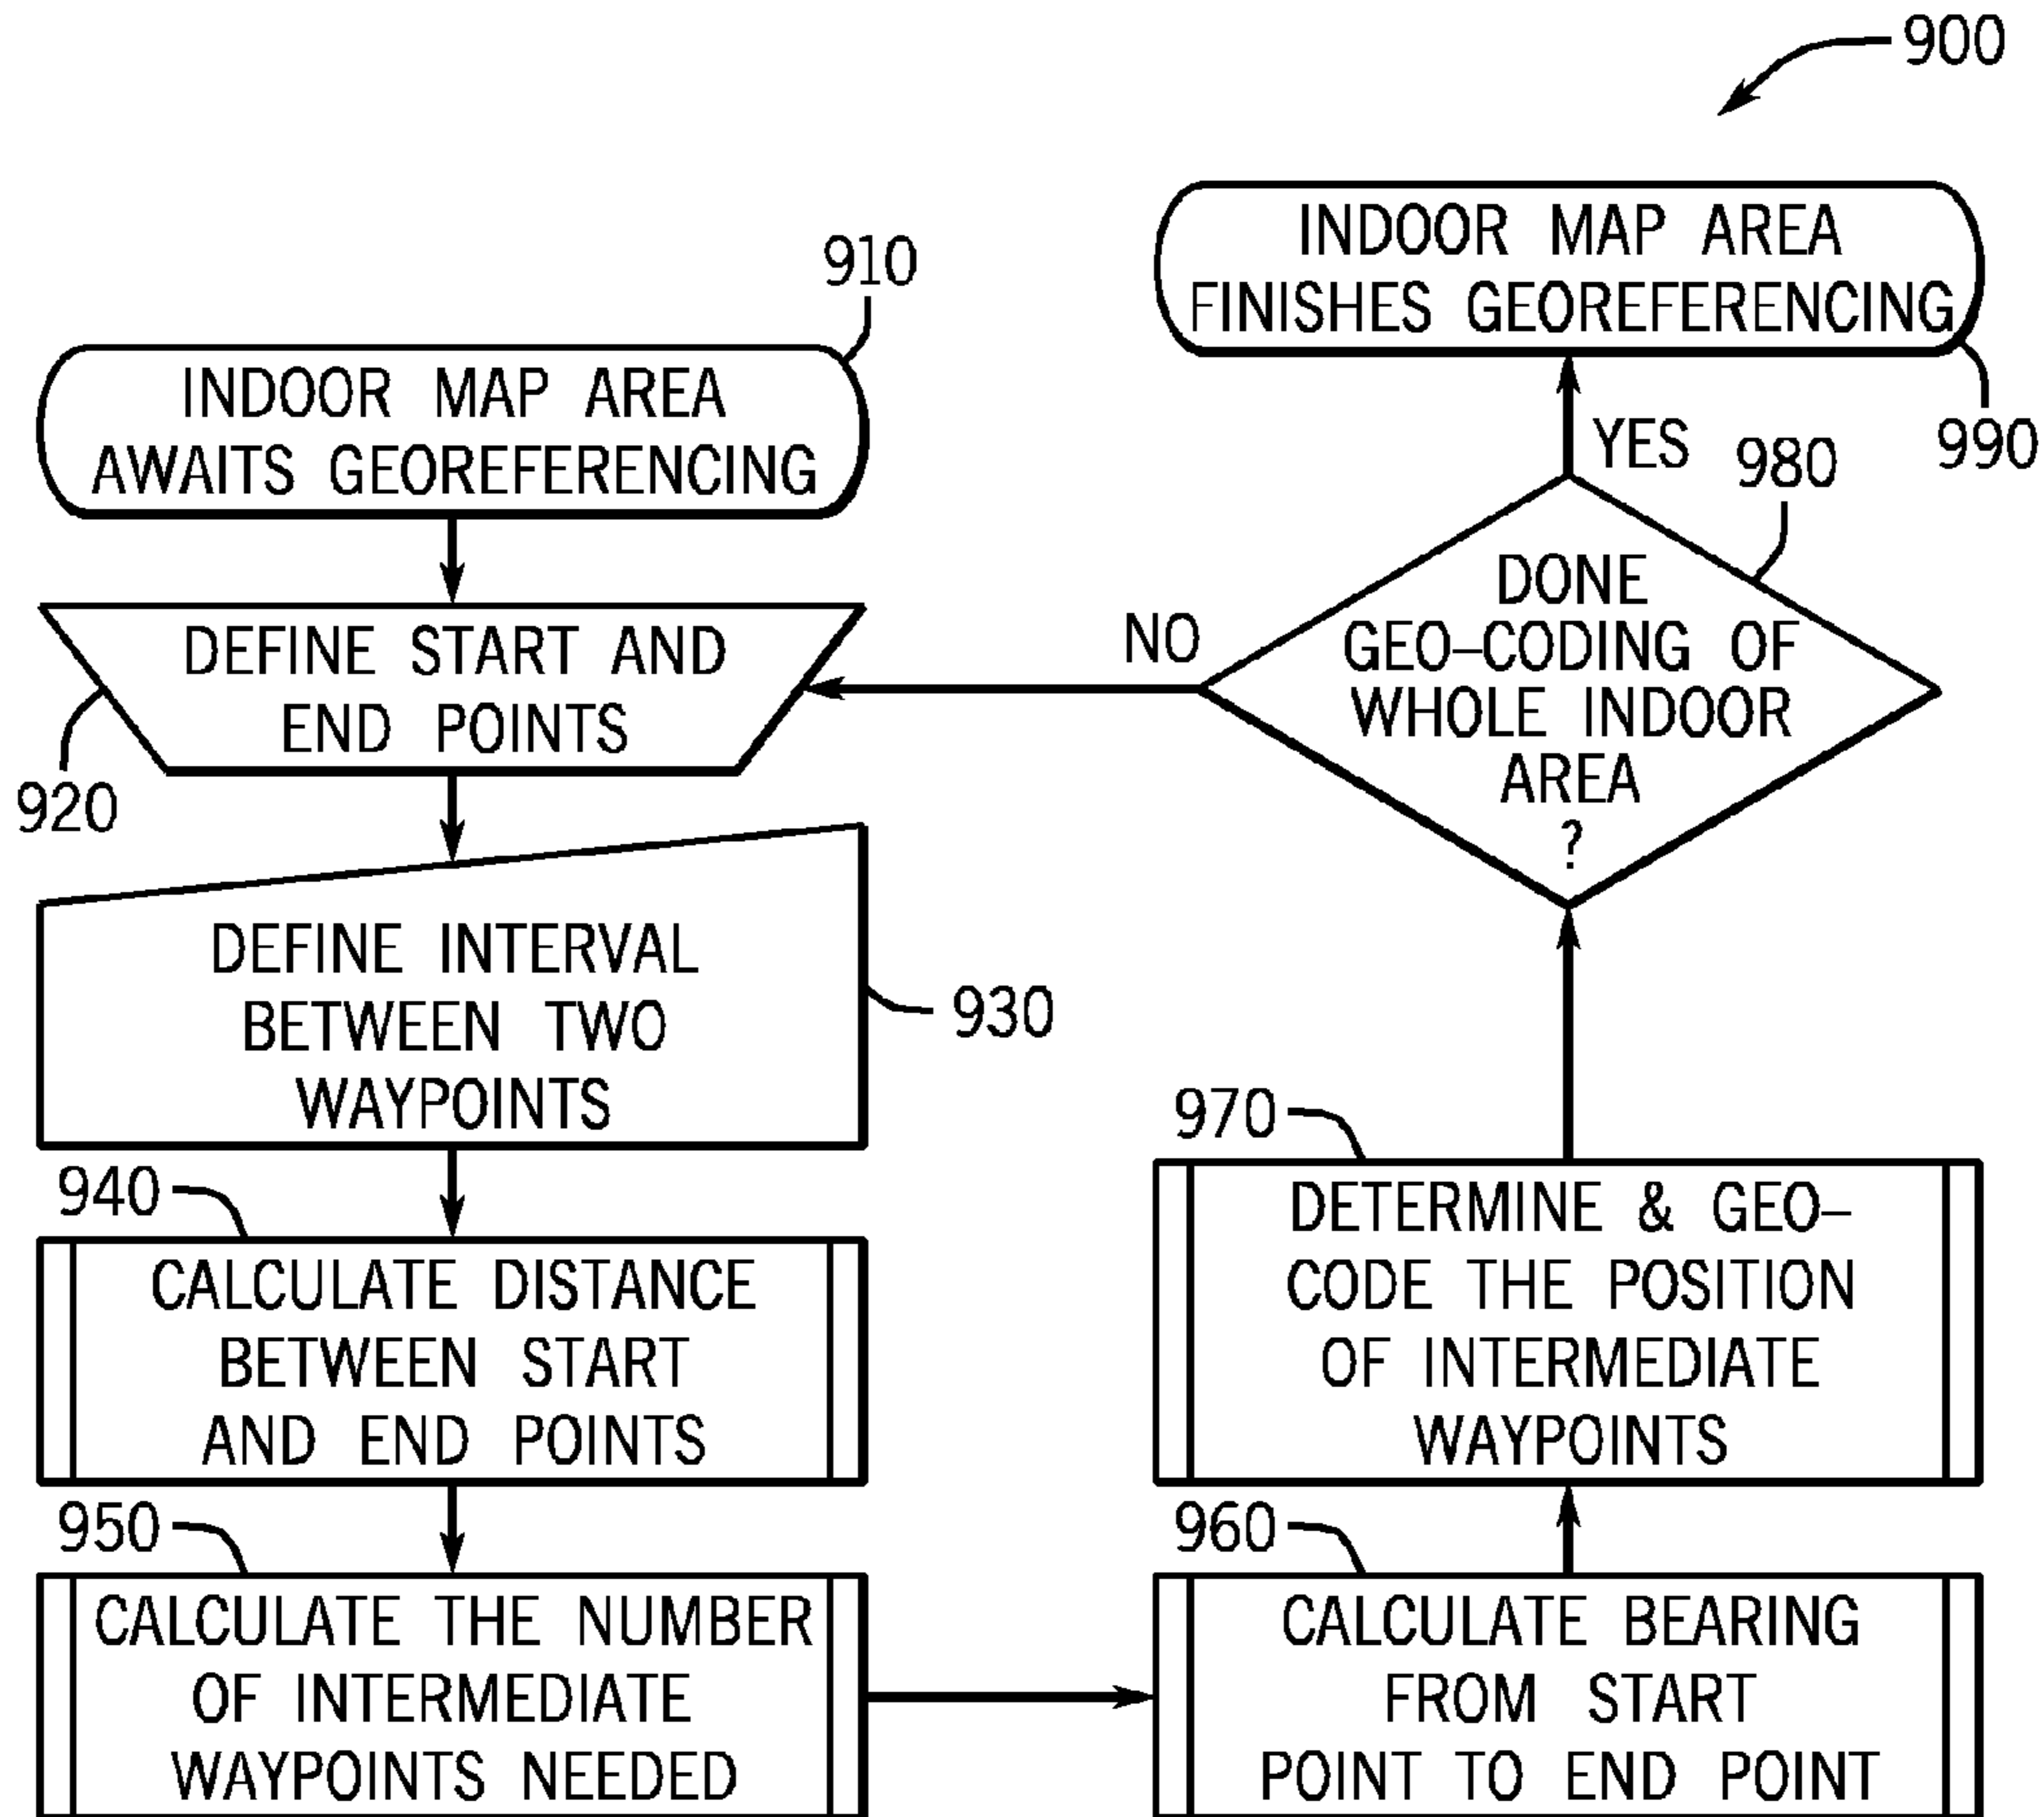 900
910
INDOOR MAP AREA
AWAITS GEOREFERENCING
920
DEFINE START AND
END POINTS
930
DEFINE INTERVAL
BETWEEN TWO
WAYPOINTS
940
CALCULATE DISTANCE
BETWEEN START
AND END POINTS
950
CALCULATE THE NUMBER
OF INTERMEDIATE
WAYPOINTS NEEDED
960
CALCULATE BEARING
FROM START
POINT TO END POINT
970
DETERMINE & GEO–
CODE THE POSITION
OF INTERMEDIATE
WAYPOINTS
980
DONE
GEO–CODING OF
WHOLE INDOOR
AREA
?
NO
YES
990
INDOOR MAP AREA
FINISHES GEOREFERENCING